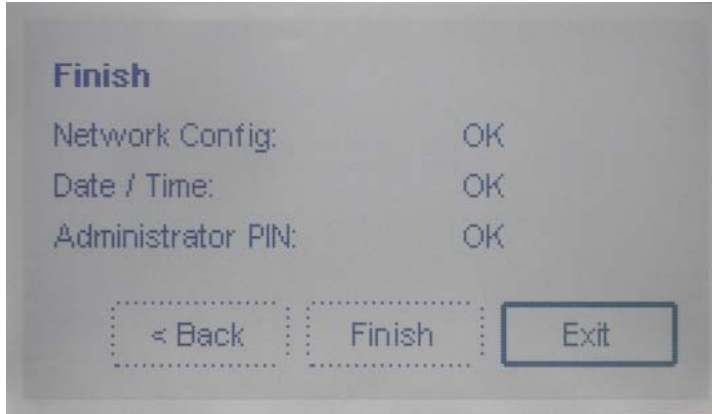 Finish
Network Config: OK
Date / Time: OK
Administrator PIN: OK
< Back Finish Exit